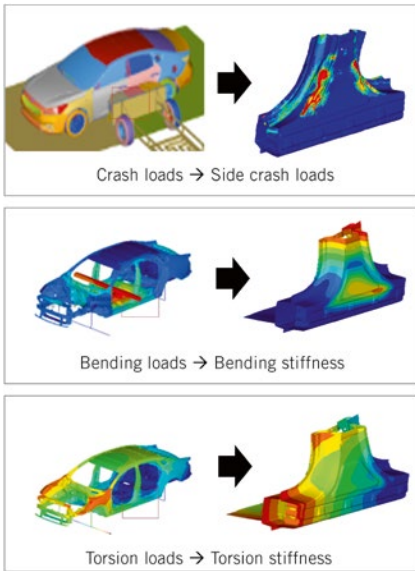 Crash loads → Side crash loads
Bending loads → Bending stiffness
Torsion loads → Torsion stiffness